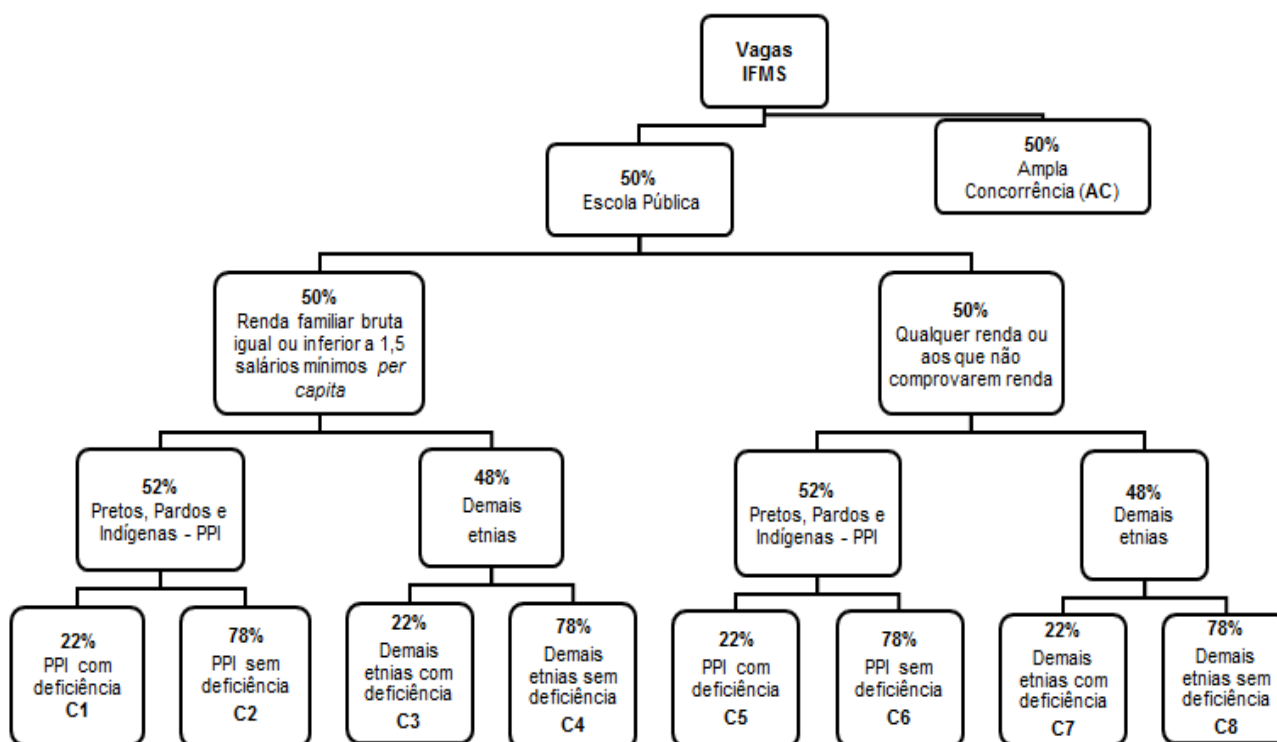 Vagas
IFMS
50%
Ampla
Concorrência (AC)
50%
Escola Pública
50%
Renda familiar bruta
igual ou inferior a 1,5
salários mínimos per
capita
50%
Qualquer renda ou
aos que não
comprovarem renda
52%
Pretos, Pardos e
Indígenas - PPI
48%
Demais
etnias
52%
Pretos, Pardos e
Indígenas - PPI
48%
Demais
etnias
22%
PPI com
deficiência
C1
78%
PPI sem
deficiência
C2
22%
Demais
etnias com
deficiência
C3
78%
Demais
etnias sem
deficiência
C4
22%
PPI com
deficiência
C5
78%
PPI sem
deficiência
C6
22%
Demais
etnias com
deficiência
C7
78%
Demais
etnias sem
deficiência
C8